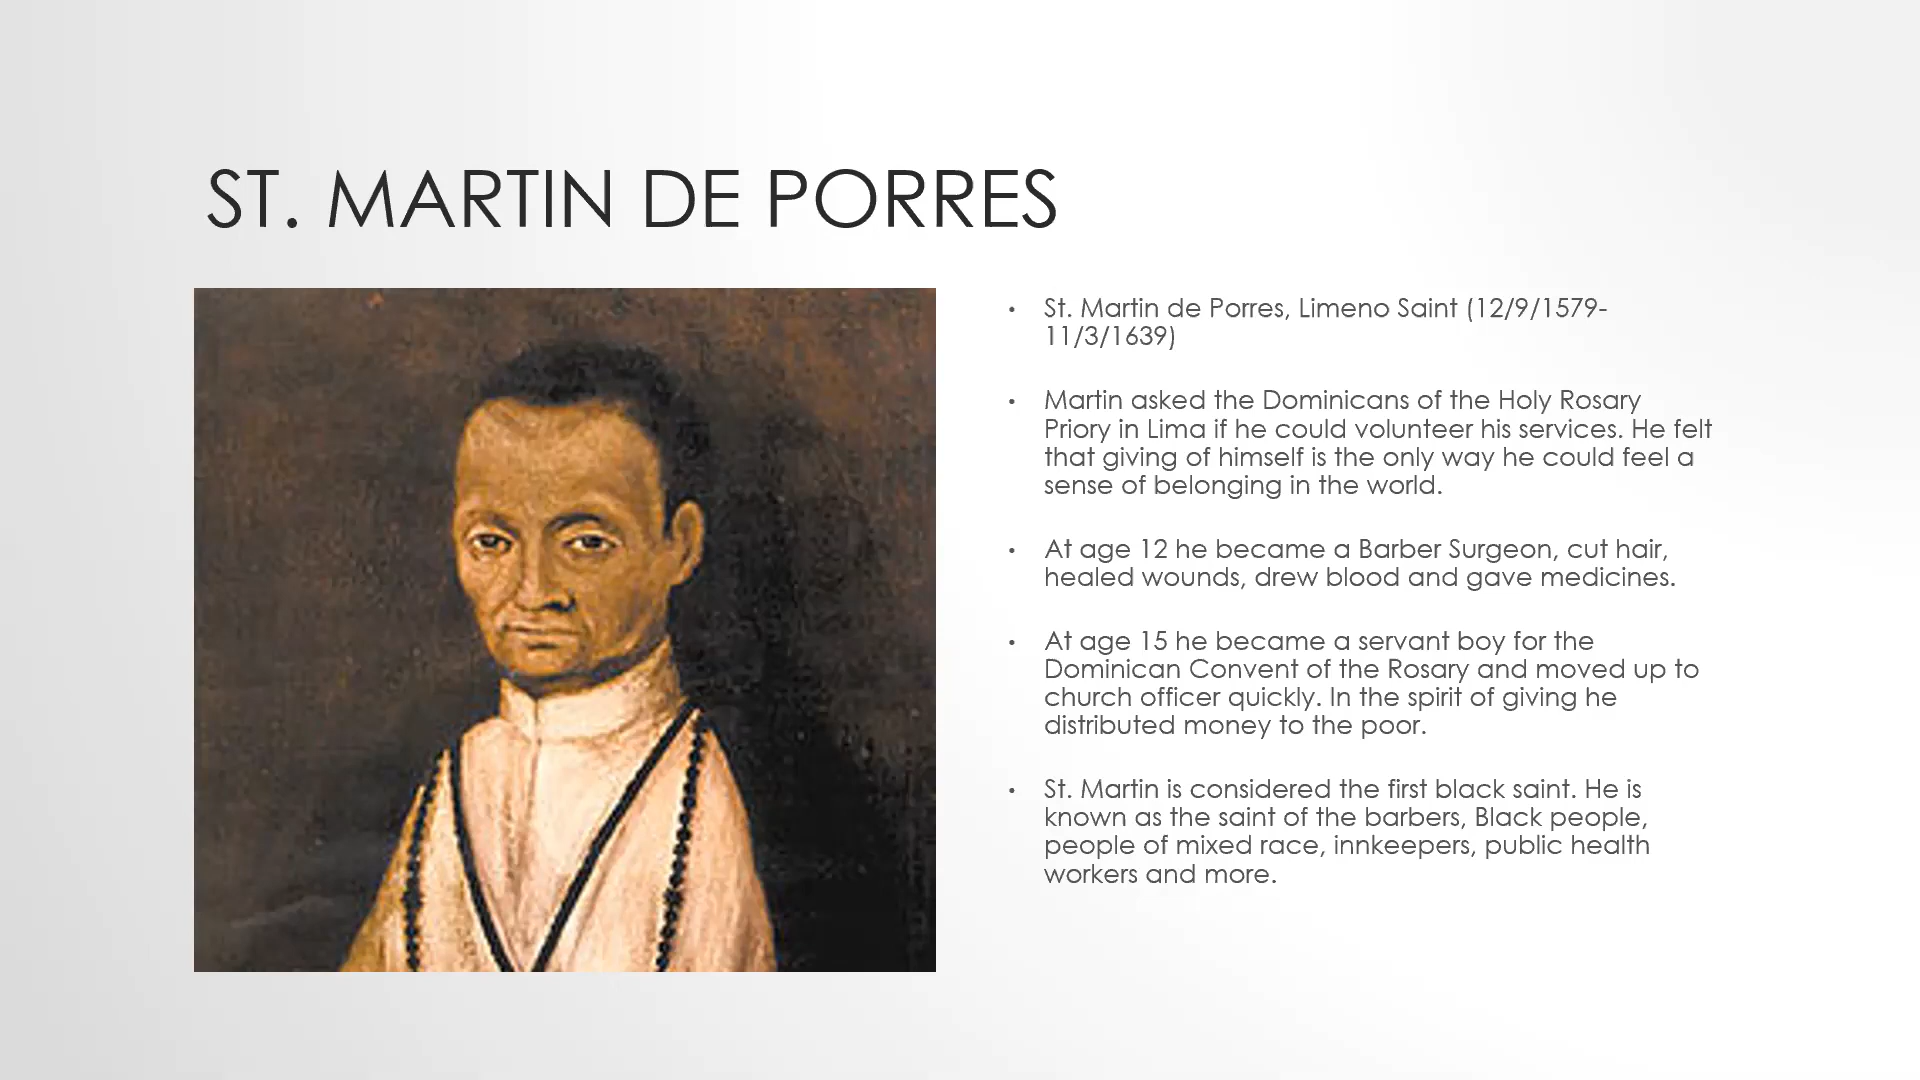 ST. MARTIN DE PORRES
• St. Martin de Porres, Limeno Saint (12/9/1579-
11/3/1639)
• Martin asked the Dominicans of the Holy Rosary
Priory in Lima if he could volunteer his services. He felt
that giving of himself is the only way he could feel a
sense of belonging in the world.
• At age 12 he became a Barber Surgeon, cut hair,
healed wounds, drew blood and gave medicines.
• At age 15 he became a servant boy for the
Dominican Convent of the Rosary and moved up to
church officer quickly. In the spirit of giving he
distributed money to the poor.
• St. Martin is considered the first black saint. He is
known as the saint of the barbers, Black people,
people of mixed race, innkeepers, public health
workers and more.